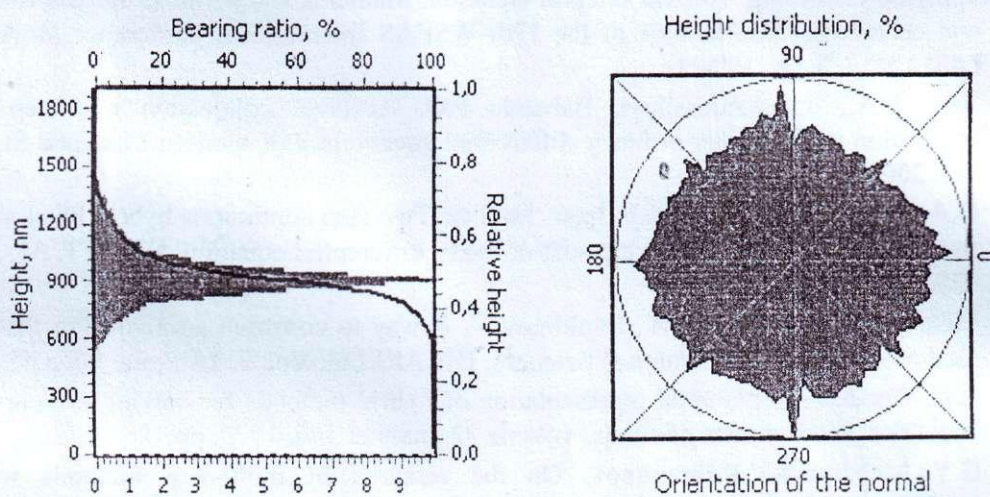 Bearing ratio, %
0 20 40 60 80 100
1800
1500
1200
900
600
300
0
Height, nm
1,0
0,8
0,6
0,4
0,2
0,0
Relative height
0 1 2 3 4 5 6 7 8 9
Height distribution, %
90
180
0
270
Orientation of the normal